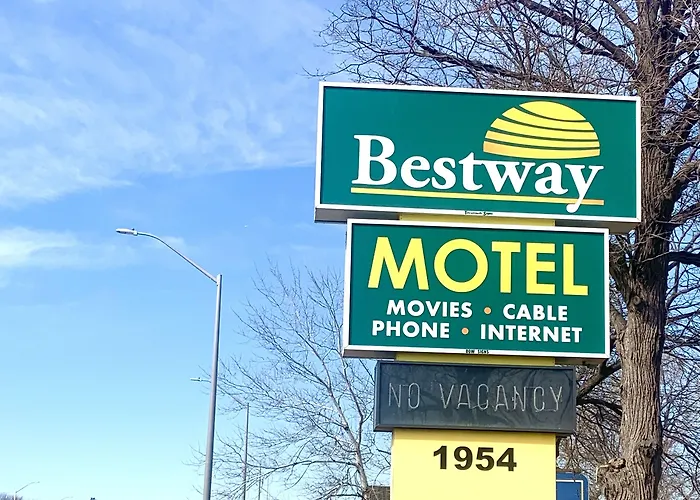 Bestway
MOTEL
MOVIES • CABLE
PHONE • INTERNET
NO VACANCY
1954